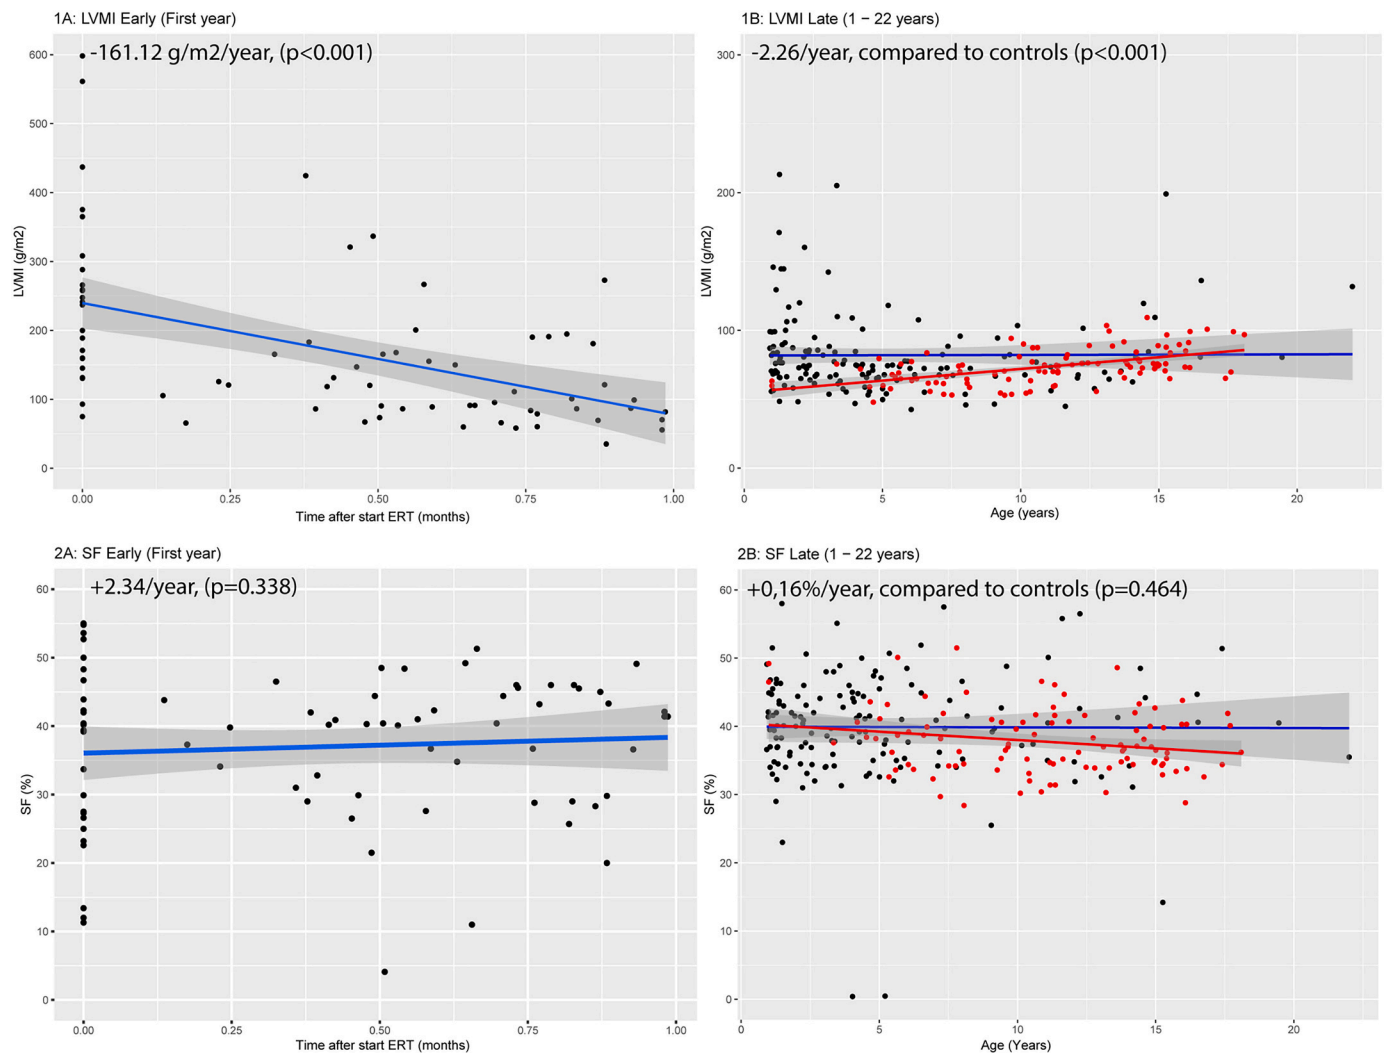 1A: LVMI Early (First year)
-161.12 g/m2/year, (p<0.001)
600
500
400
300
200
100
0
LVMI (g/m2)
0.00
0.25
0.50
0.75
1.00
Time after start ERT (months)
1B: LVMI Late (1 − 22 years)
-2.26/year, compared to controls (p<0.001)
300
200
100
0
LVMI (g/m2)
0
5
10
15
20
Age (years)
2A: SF Early (First year)
+2.34/year, (p=0.338)
60
50
40
30
20
10
0
SF (%)
0.00
0.25
0.50
0.75
1.00
Time after start ERT (months)
2B: SF Late (1 − 22 years)
+0,16%/year, compared to controls (p=0.464)
60
50
40
30
20
10
0
SF (%)
0
5
10
15
20
Age (Years)